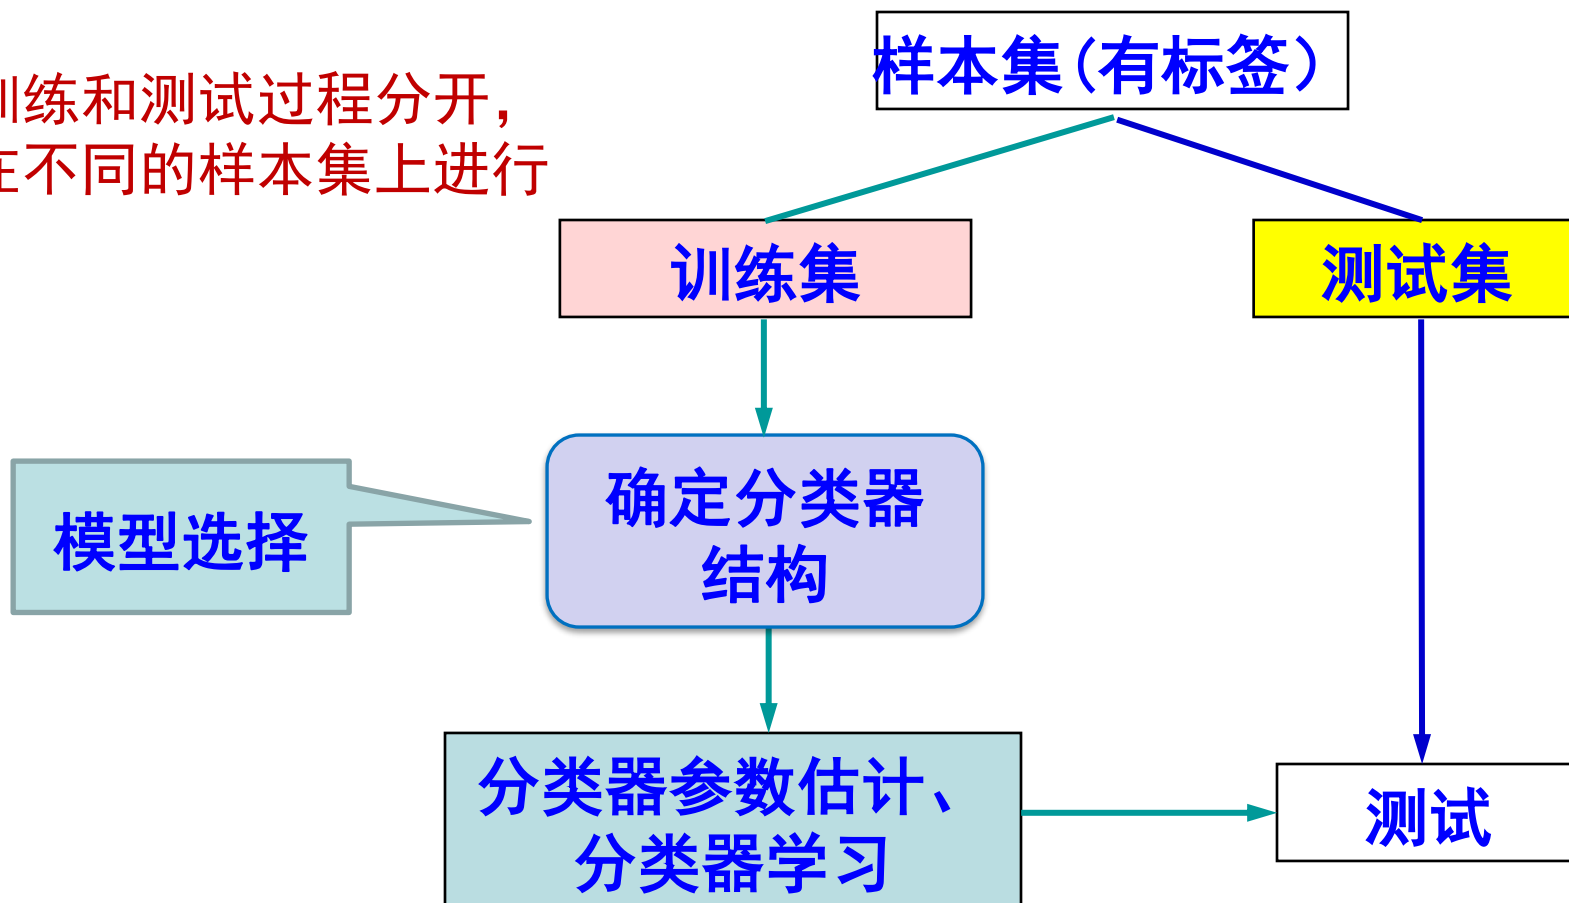 样本集(有标签）
练和测试过程分开，
不同的样本集上进行
训练集
测试集
模型选择
确定分类器
结构
分类器参数估计、
分类器学习
测试